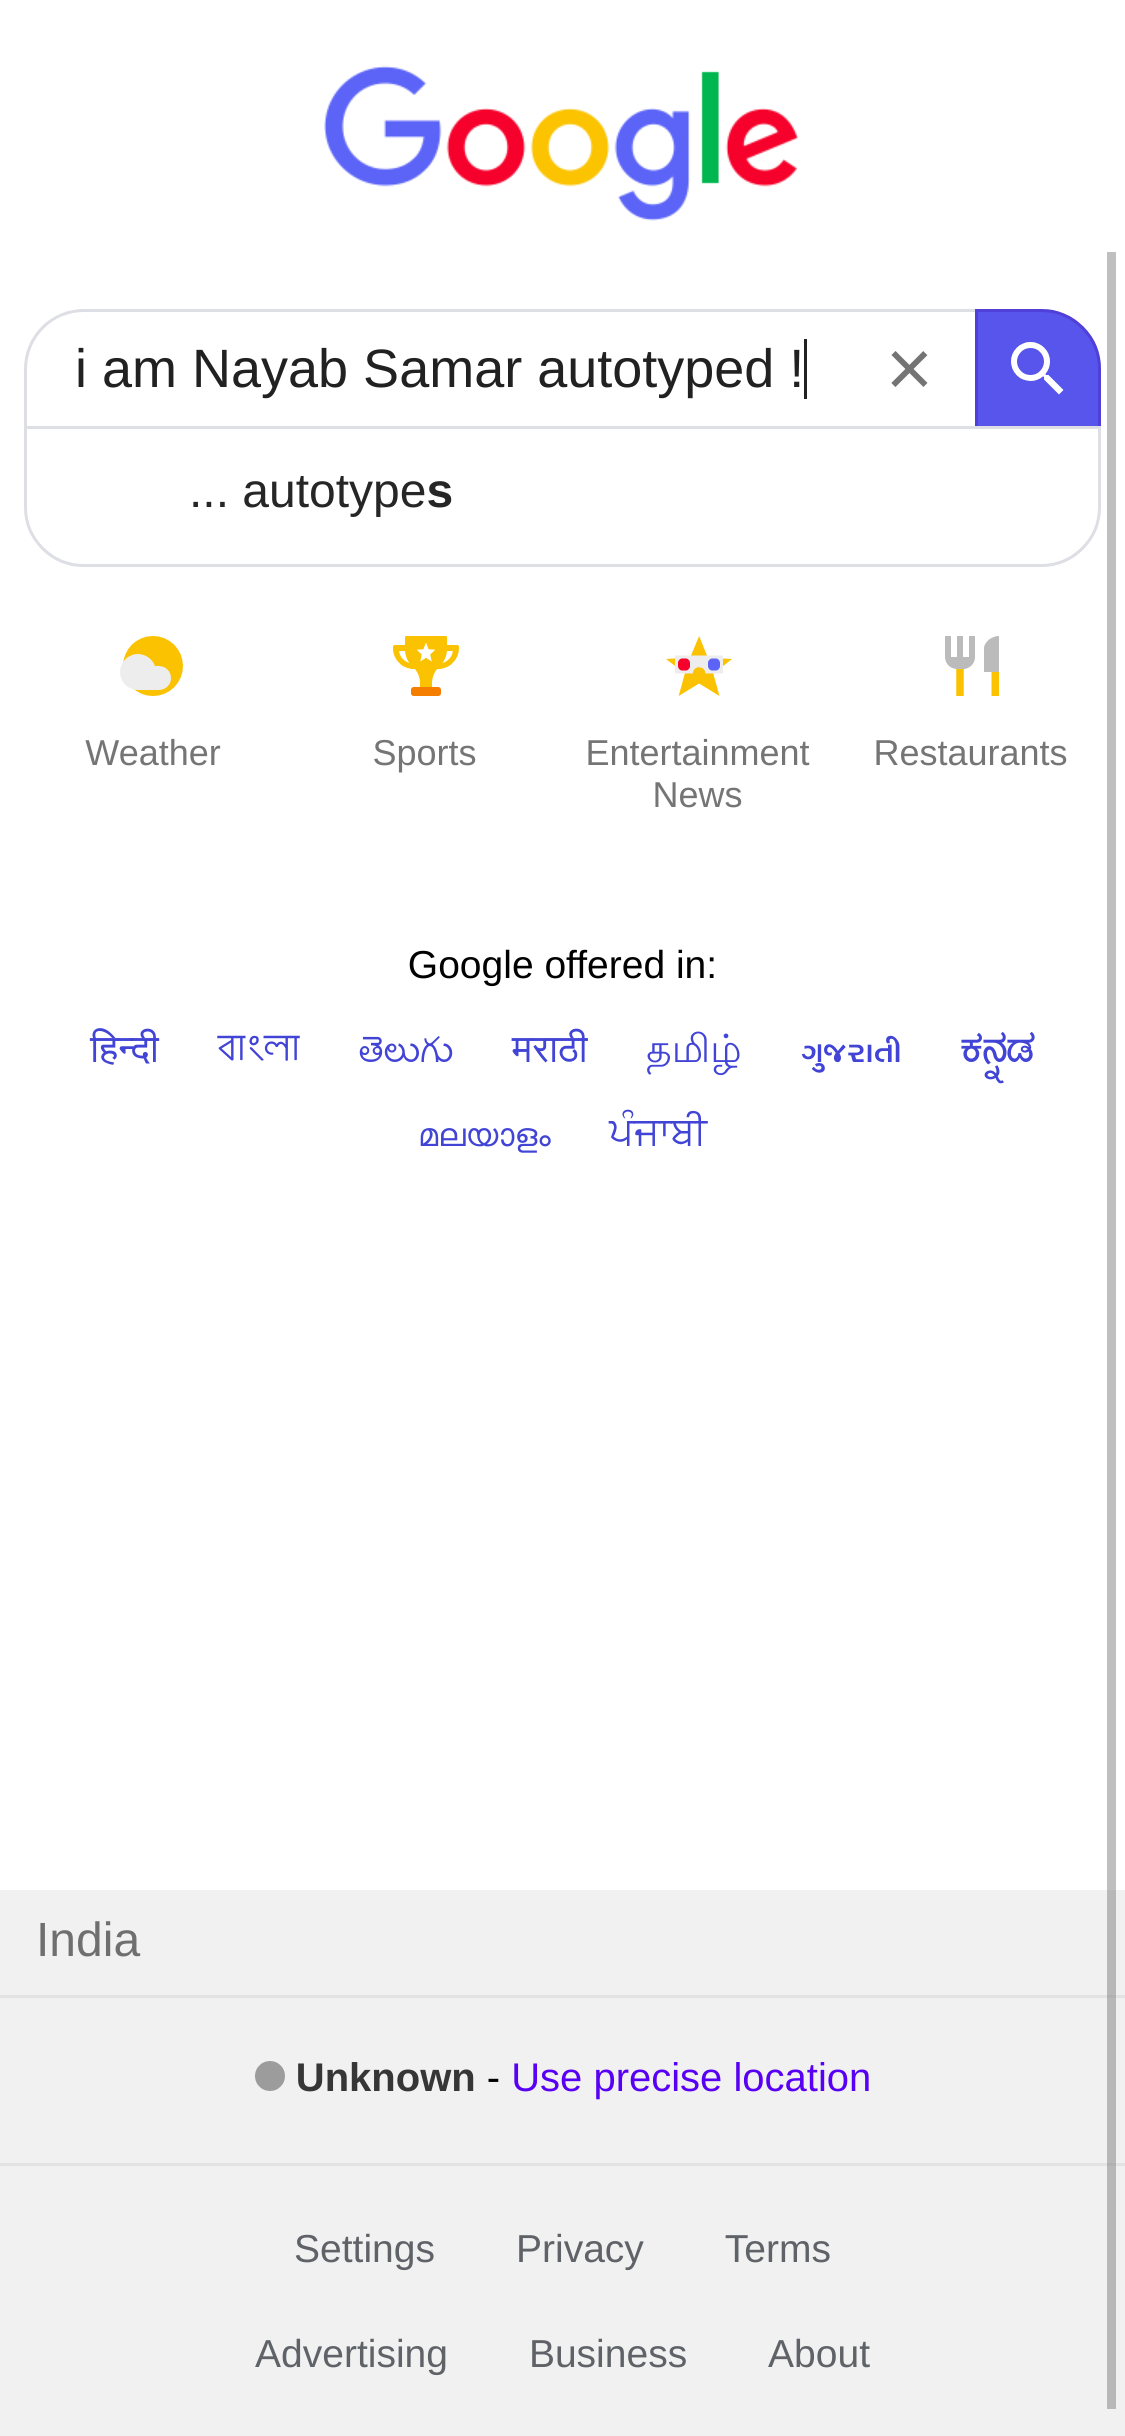 Google
i am Nayab Samar autotyped !
... autotypes
Weather Sports Entertainment News Restaurants
Google offered in:
हिन्दी বাংলা తెలుగు मराठी தமிழ் ગુજરાતી ಕನ್ನಡ
മലയാളം ਪੰਜਾਬੀ
India
Unknown - Use precise location
Settings Privacy Terms
Advertising Business About